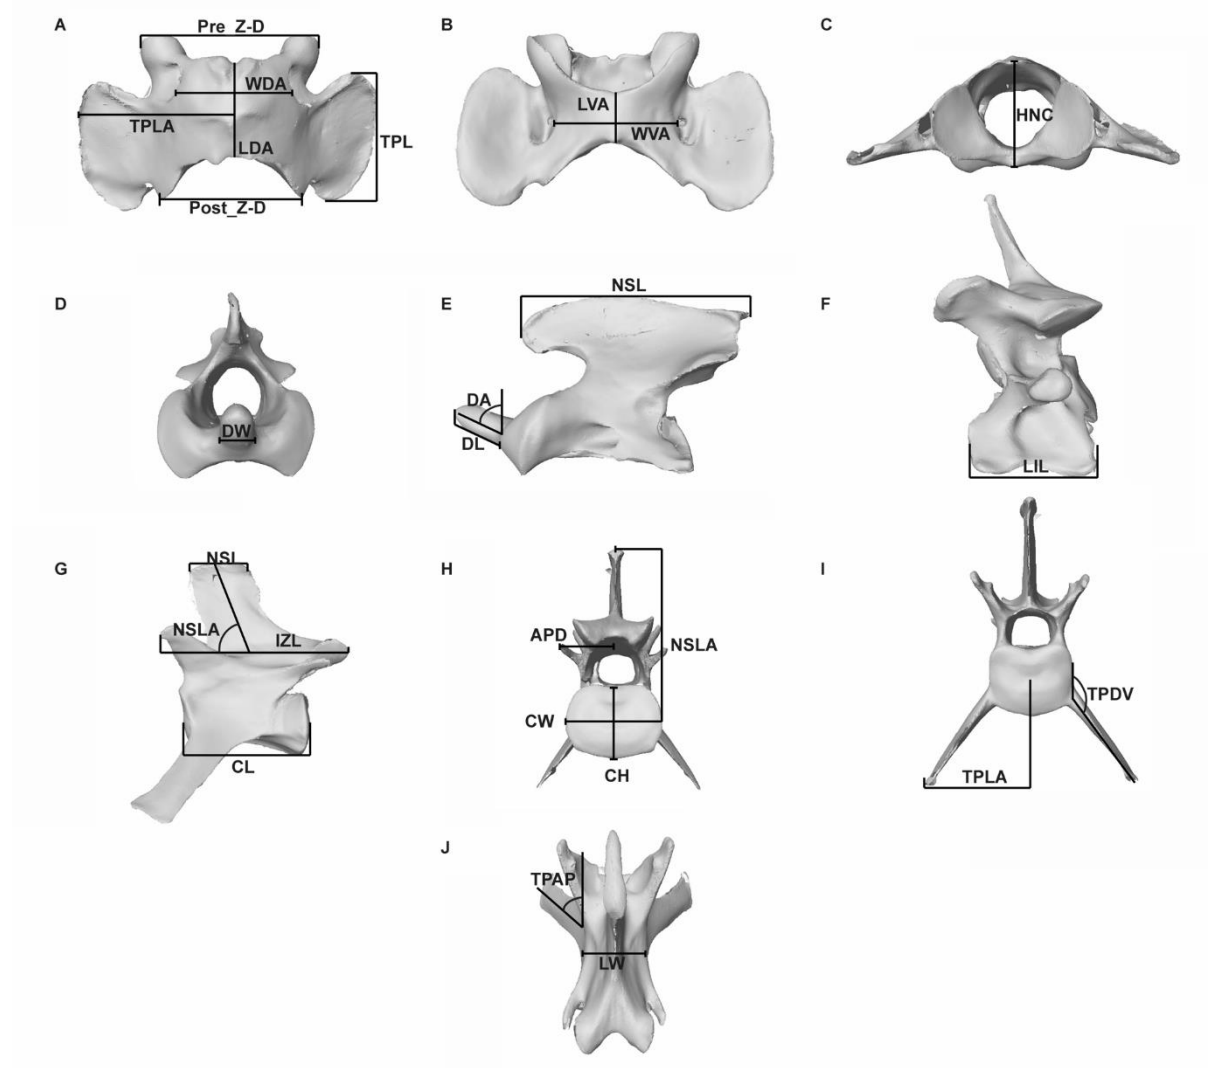 A
Pre_Z-D
WDA
TPLA
TPL
LDA
Post_Z-D
B
LVA
WVA
C
HNC
D
DW
E
NSL
DA
DL
F
LIL
G
NSL
NSLA
IZL
CL
H
APD
NSLA
CW
CH
I
TPDV
TPLA
J
TPAP
LW